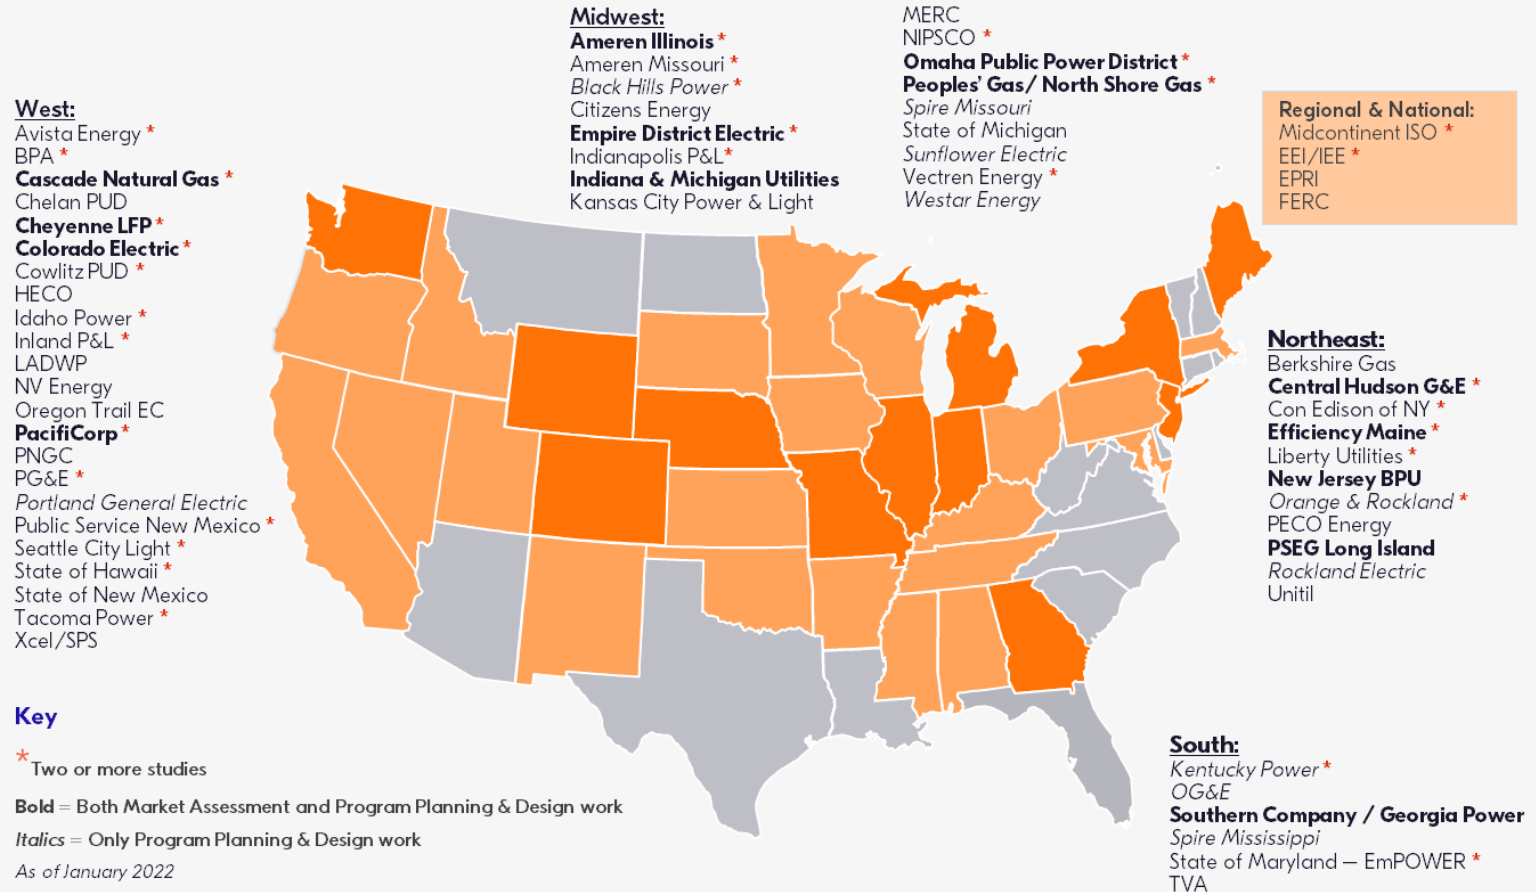 West:
Avista Energy *
BPA *
Cascade Natural Gas *
Chelan PUD
Cheyenne LFP *
Colorado Electric *
Cowlitz PUD *
HECO
Idaho Power *
Inland P&L *
LADWP
NV Energy
Oregon Trail EC
PacifiCorp *
PNGC
PG&E *
Portland General Electric
Public Service New Mexico *
Seattle City Light *
State of Hawaii *
State of New Mexico
Tacoma Power *
Xcel/SPS
Midwest:
Ameren Illinois *
Ameren Missouri *
Black Hills Power *
Citizens Energy
Empire District Electric *
Indianapolis P&L*
Indiana & Michigan Utilities
Kansas City Power & Light
MERC
NIPSCO *
Omaha Public Power District *
Peoples' Gas/ North Shore Gas *
Spire Missouri
State of Michigan
Sunflower Electric
Vectren Energy *
Westar Energy
Regional & National:
Midcontinent ISO *
EEI/IEE *
EPRI
FERC
Northeast:
Berkshire Gas
Central Hudson G&E *
Con Edison of NY *
Efficiency Maine *
Liberty Utilities *
New Jersey BPU
Orange & Rockland *
PECO Energy
PSEG Long Island
Rockland Electric
Unitil
South:
Kentucky Power *
OG&E
Southern Company / Georgia Power
Spire Mississippi
State of Maryland – EmPOWER *
TVA
Key
* Two or more studies
Bold = Both Market Assessment and Program Planning & Design work
Italics = Only Program Planning & Design work
As of January 2022